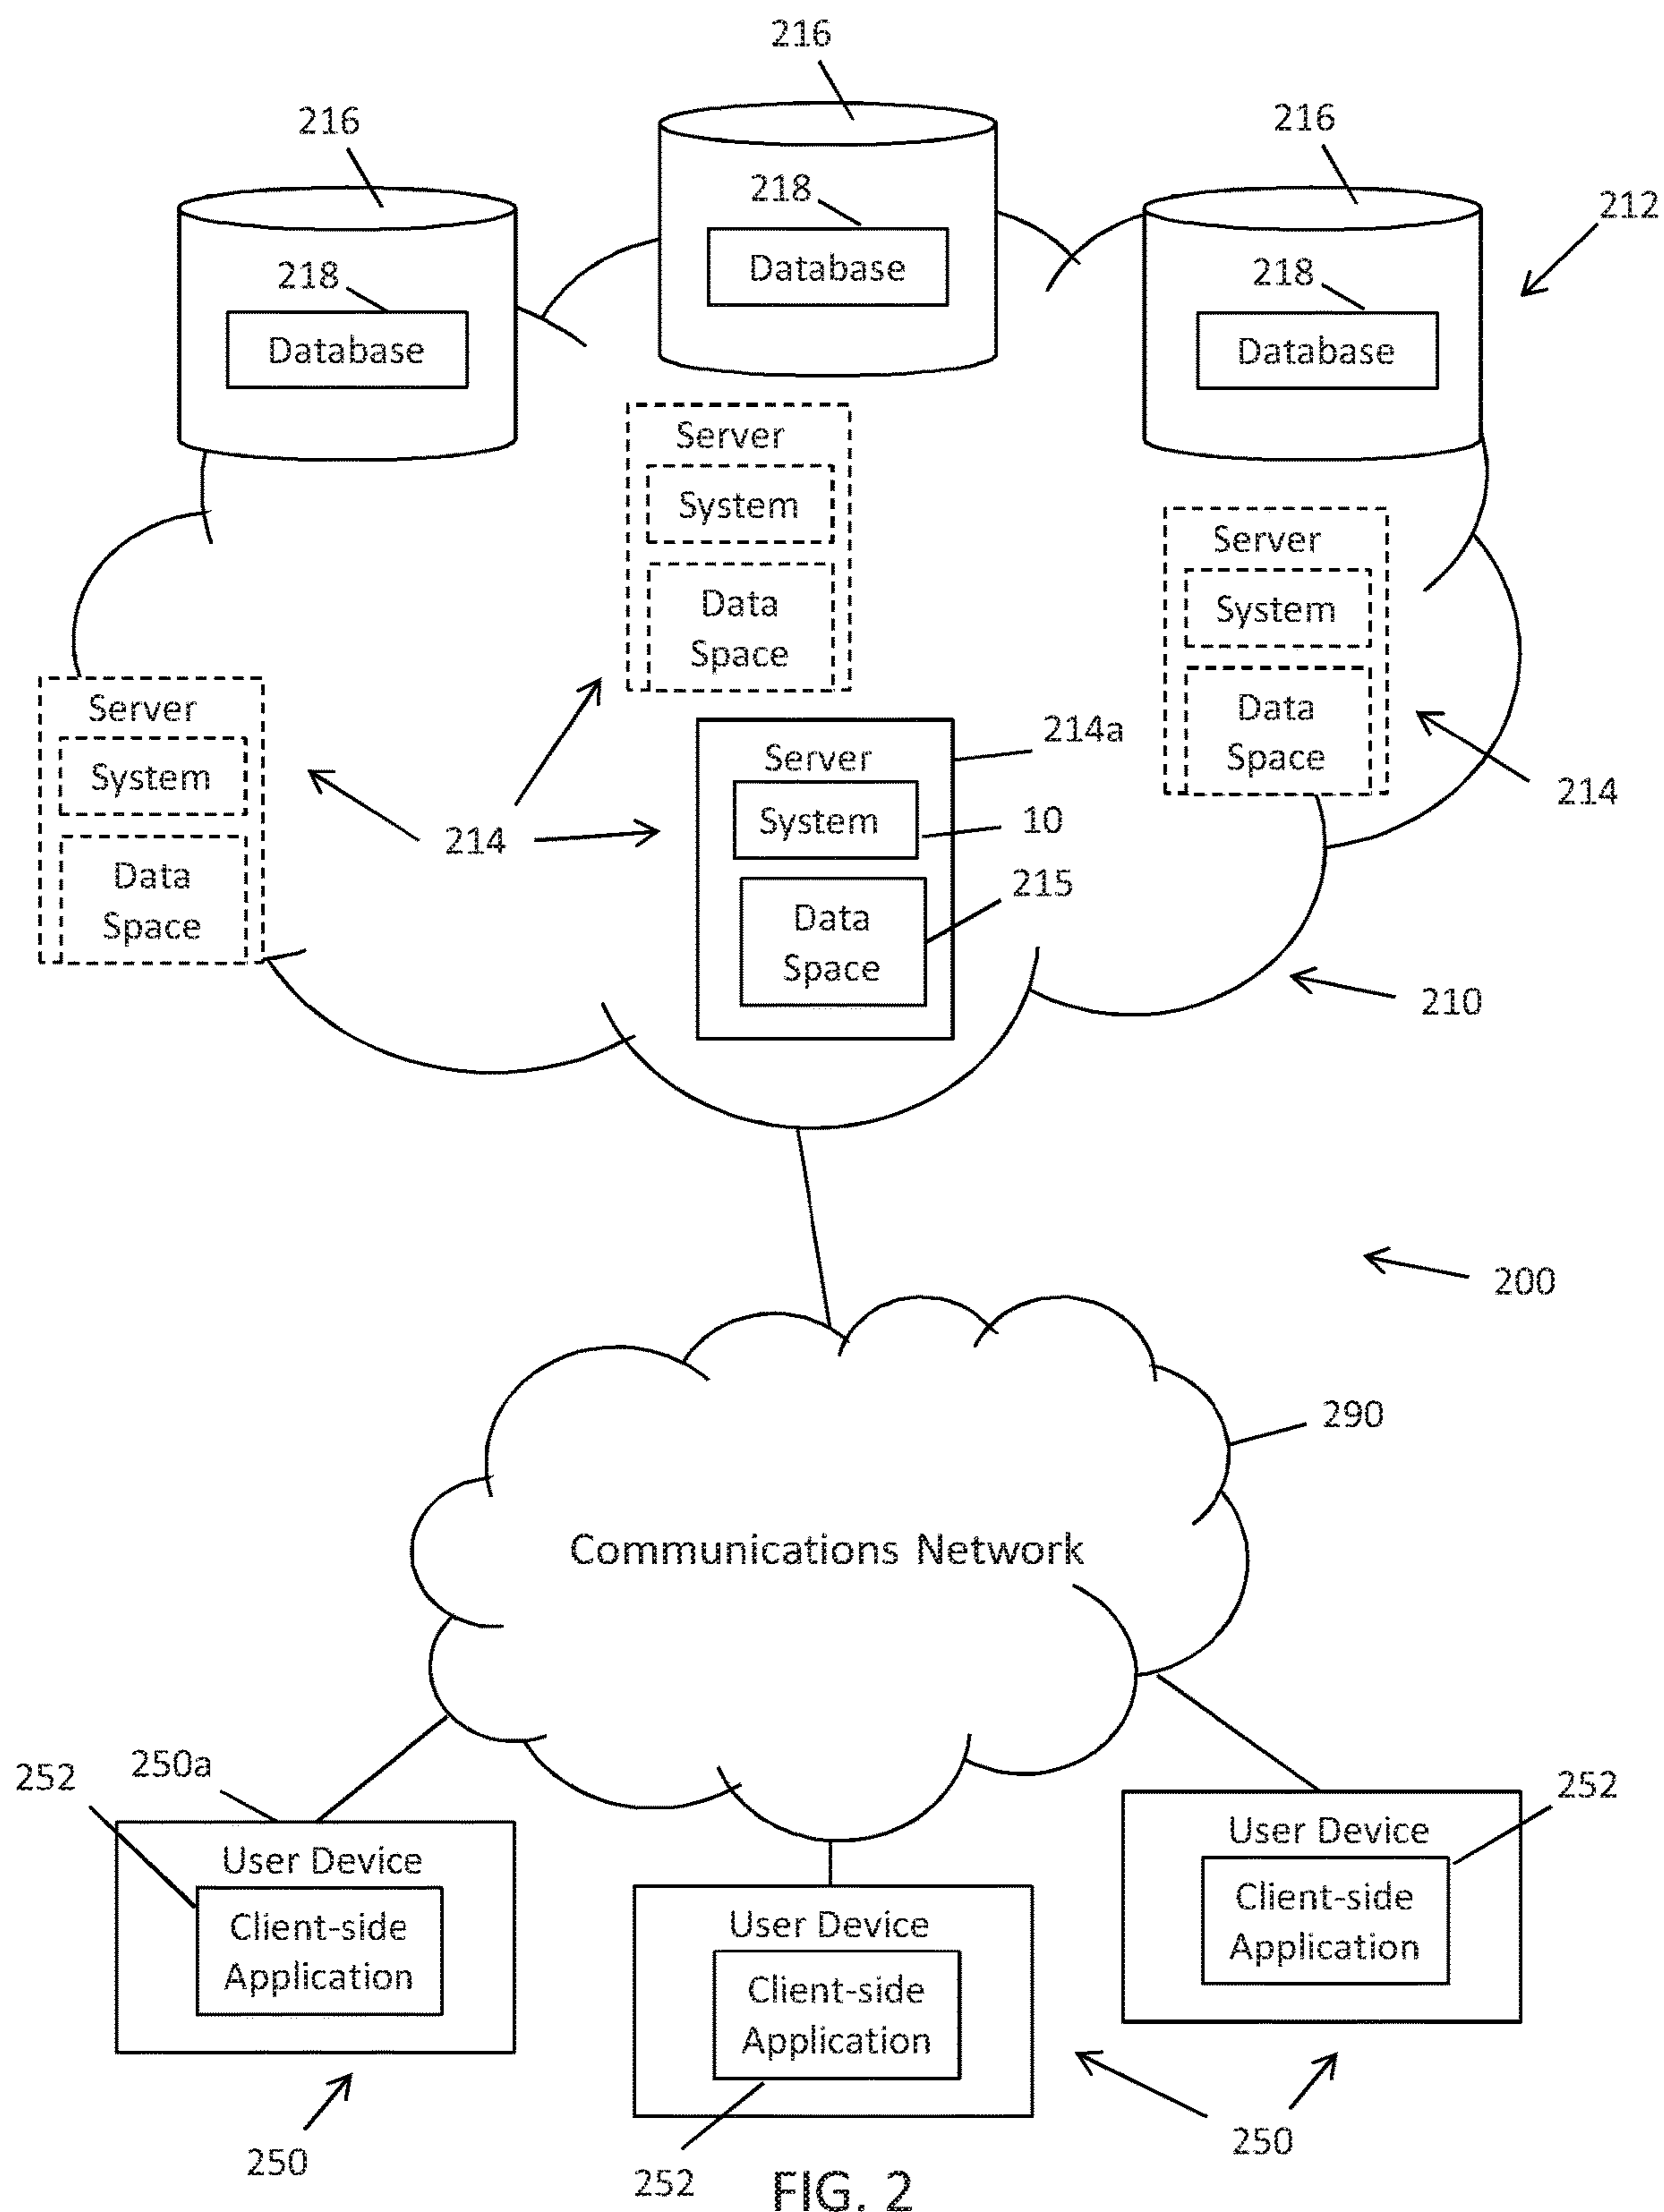 216
216
216
212
218
218
218
Database
Database
Database
Server
System
Data
Space
Server
System
Data
Space
Server
System
Data
Space
214
214
214a
Server
System
10
215
Data
Space
210
200
290
Communications Network
252
250a
252
User Device
Client-side
Application
User Device
Client-side
Application
User Device
Client-side
Application
250
250
252
FIG. 2